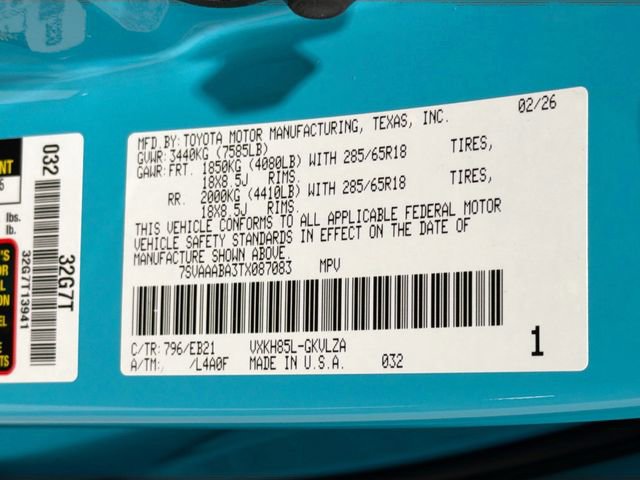 MFD. BY: TOYOTA MOTOR MANUFACTURING, TEXAS, INC. 02/26
GVWR: 3440KG (7585LB)
GAWR: FRT. 1850KG (4080LB) WITH 285/65R18 TIRES,
18X8.5J RIMS.
RR. 2000KG (4410LB) WITH 285/65R18 TIRES,
18X8.5J RIMS.
THIS VEHICLE CONFORMS TO ALL APPLICABLE FEDERAL MOTOR
VEHICLE SAFETY STANDARDS IN EFFECT ON THE DATE OF
MANUFACTURE SHOWN ABOVE.
7SVAAABA3TX087083 MPV
C/TR: 796/EB21 VXKH85L-GKVLZA
A/TM: /L4A0F MADE IN U.S.A. 032
1
032
32G7T
32G7T13941
lbs.
lb.